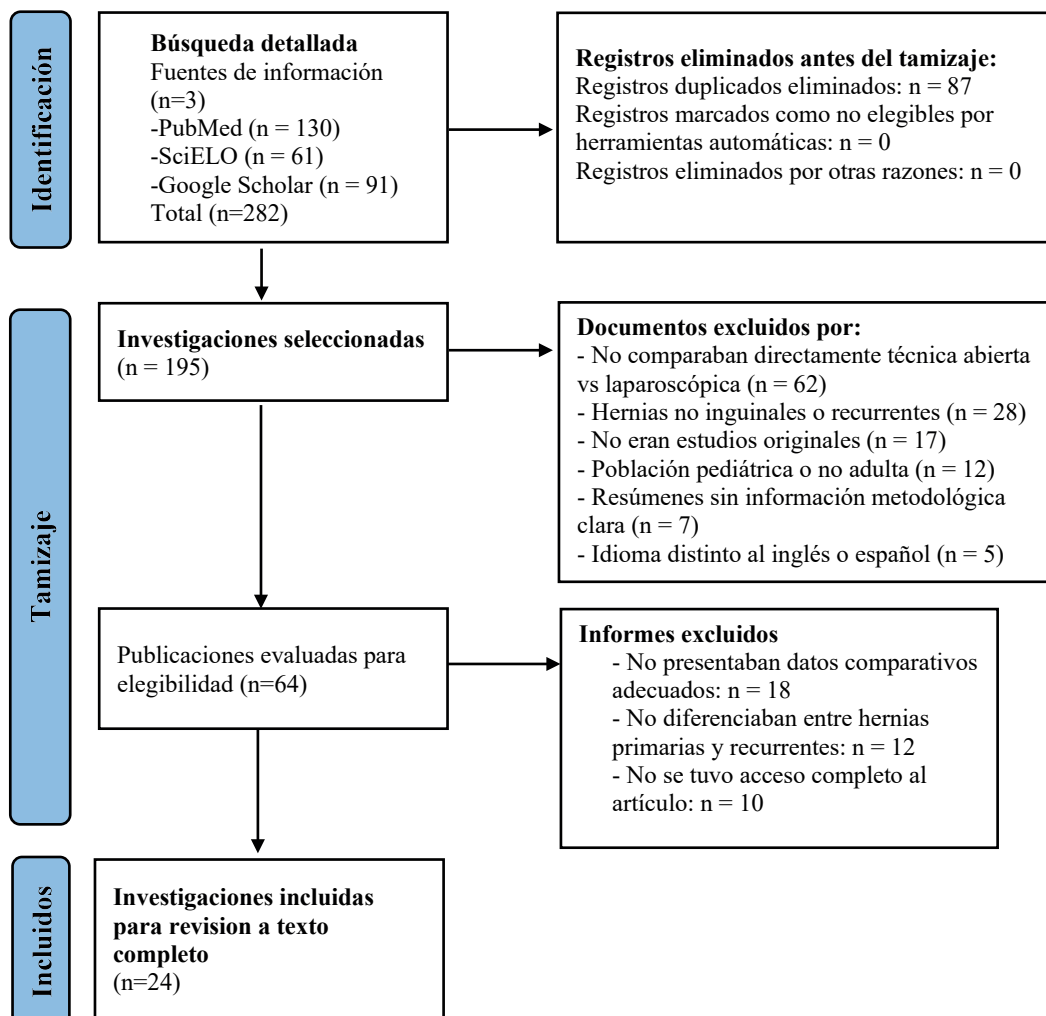 Identificación
Búsqueda detallada
Fuentes de información
(n=3)
-PubMed (n = 130)
-SciELO (n = 61)
-Google Scholar (n = 91)
Total (n=282)
Registros eliminados antes del tamizaje:
Registros duplicados eliminados: n = 87
Registros marcados como no elegibles por
herramientas automáticas: n = 0
Registros eliminados por otras razones: n = 0
Tamizaje
Investigaciones seleccionadas
(n = 195)
Documentos excluidos por:
- No comparaban directamente técnica abierta
vs laparoscópica (n = 62)
- Hernias no inguinales o recurrentes (n = 28)
- No eran estudios originales (n = 17)
- Población pediátrica o no adulta (n = 12)
- Resúmenes sin información metodológica
clara (n = 7)
- Idioma distinto al inglés o español (n = 5)
Publicaciones evaluadas para
elegibilidad (n=64)
Informes excluidos
- No presentaban datos comparativos
adecuados: n = 18
- No diferenciaban entre hernias
primarias y recurrentes: n = 12
- No se tuvo acceso completo al
artículo: n = 10
Incluidos
Investigaciones incluidas
para revision a texto
completo
(n=24)